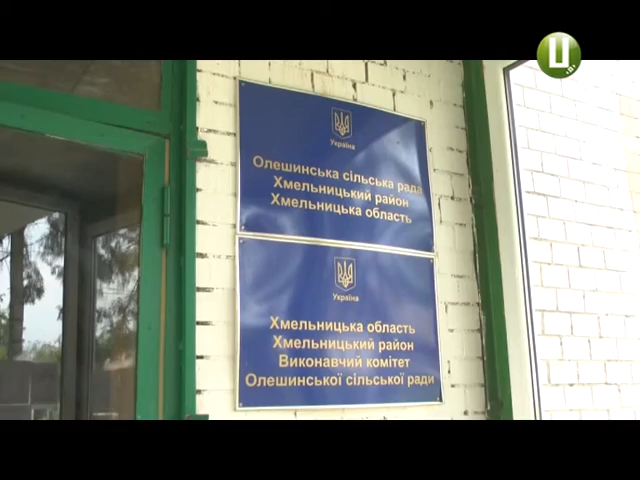 Ц
Україна
Олешинська сільська рада
Хмельницький район
Хмельницька область
Україна
Хмельницька область
Хмельницький район
Виконавчий комітет
Олешинської сільської ради